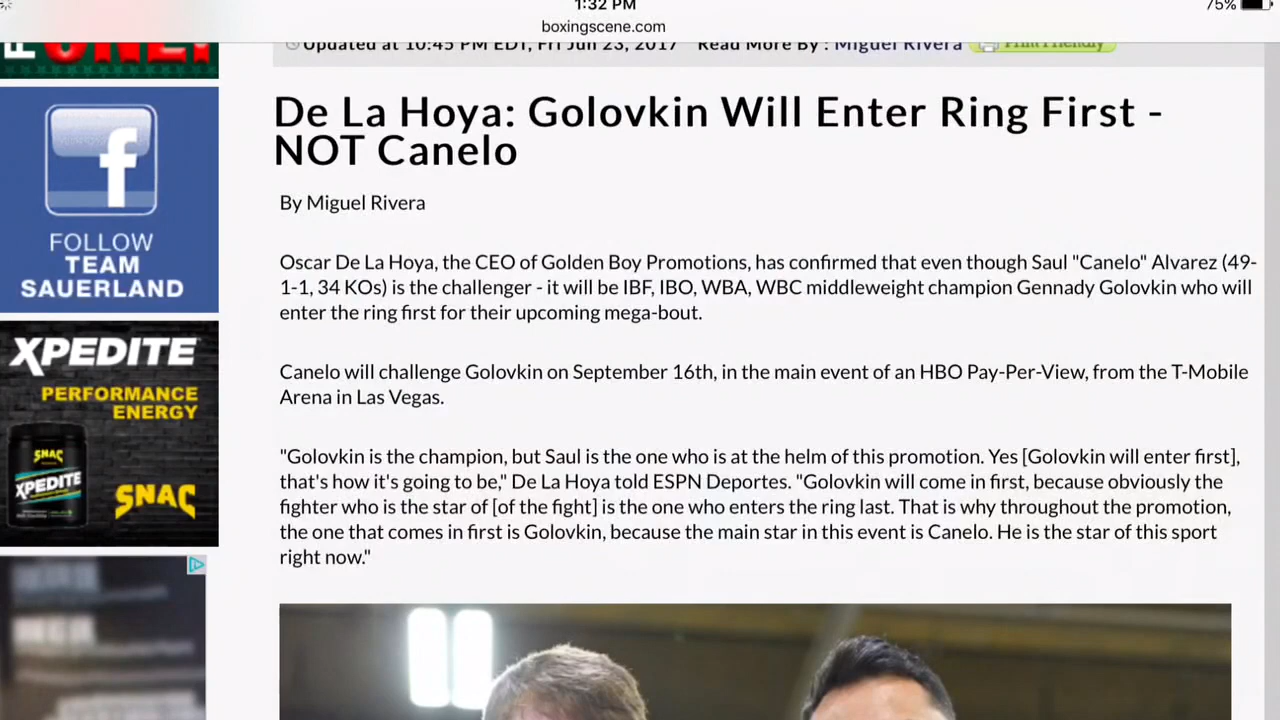 1:32 PM
75%
boxingscene.com
Updated at 10:45 PM EDT, Fri Jun 23, 2017 Read More By : Miguel Rivera Print Friendly
De La Hoya: Golovkin Will Enter Ring First -
NOT Canelo
By Miguel Rivera
FOLLOW
TEAM
SAUERLAND
Oscar De La Hoya, the CEO of Golden Boy Promotions, has confirmed that even though Saul "Canelo" Alvarez (49-
1-1, 34 KOs) is the challenger - it will be IBF, IBO, WBA, WBC middleweight champion Gennady Golovkin who will
enter the ring first for their upcoming mega-bout.
XPEDITE
PERFORMANCE
ENERGY
SNAC
XPEDITE
SNAC
Canelo will challenge Golovkin on September 16th, in the main event of an HBO Pay-Per-View, from the T-Mobile
Arena in Las Vegas.
"Golovkin is the champion, but Saul is the one who is at the helm of this promotion. Yes [Golovkin will enter first],
that's how it's going to be," De La Hoya told ESPN Deportes. "Golovkin will come in first, because obviously the
fighter who is the star of [of the fight] is the one who enters the ring last. That is why throughout the promotion,
the one that comes in first is Golovkin, because the main star in this event is Canelo. He is the star of this sport
right now."